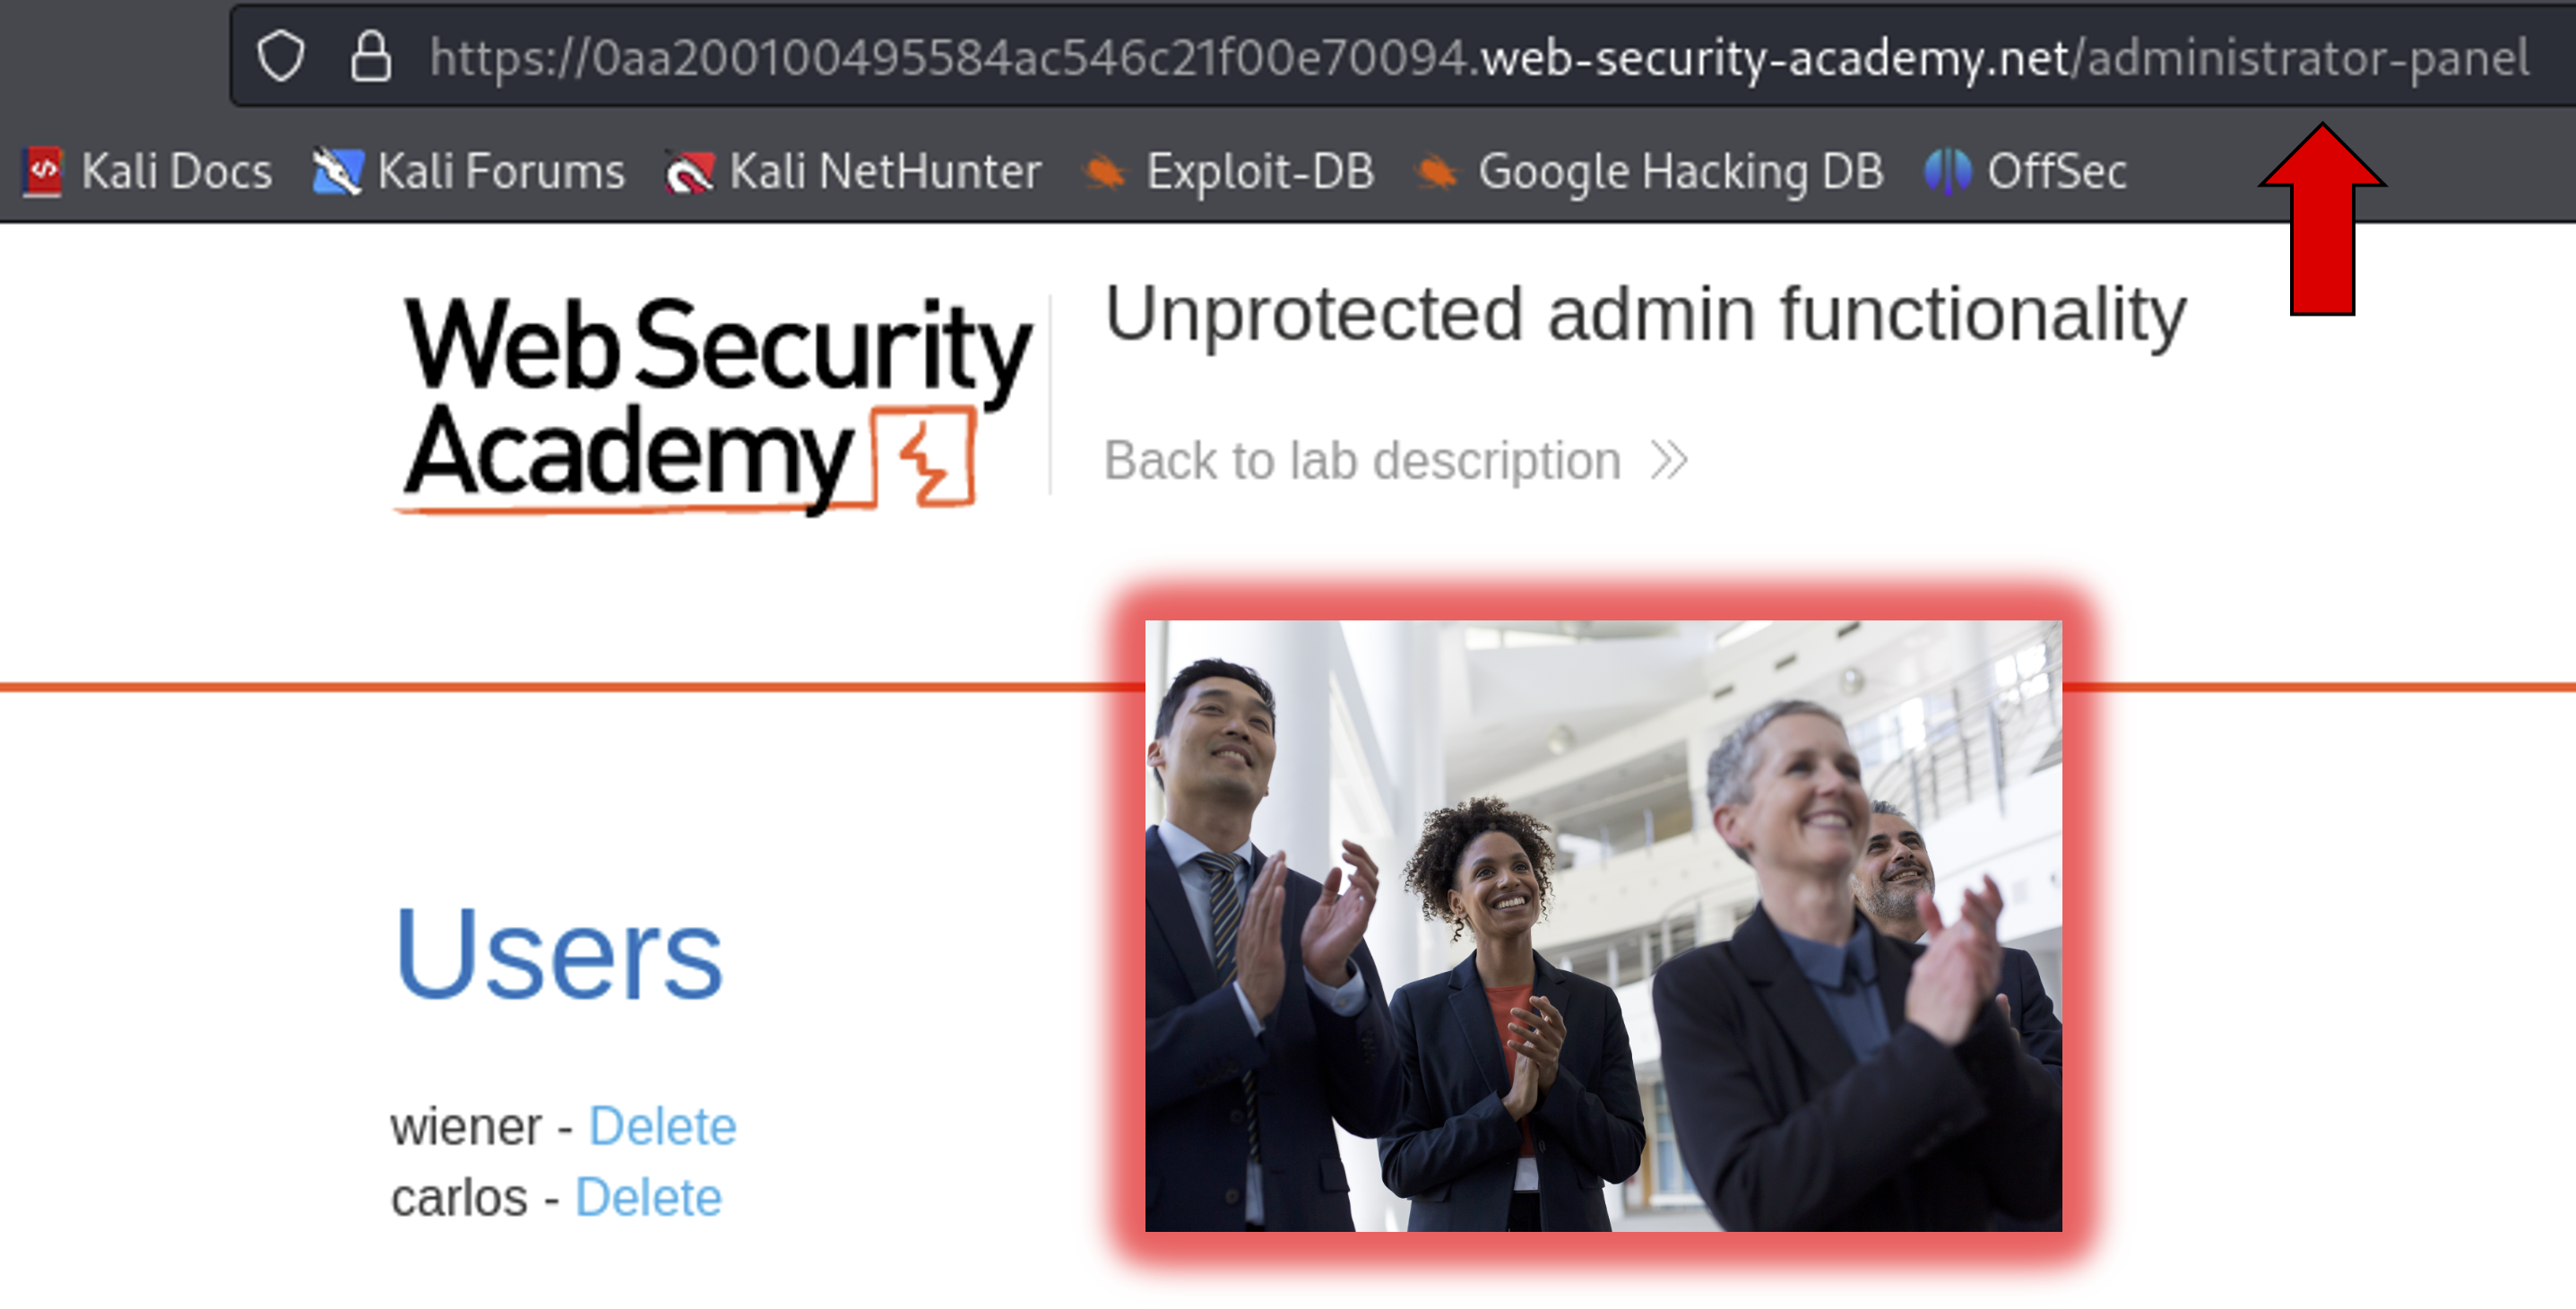 https://0aa200100495584ac546c21f00e70094.web-security-academy.net/administrator-panel
Kali Docs Kali Forums Kali NetHunter Exploit-DB Google Hacking DB OffSec
Web Security
Academy
Unprotected admin functionality
Back to lab description
Users
wiener - Delete
carlos - Delete